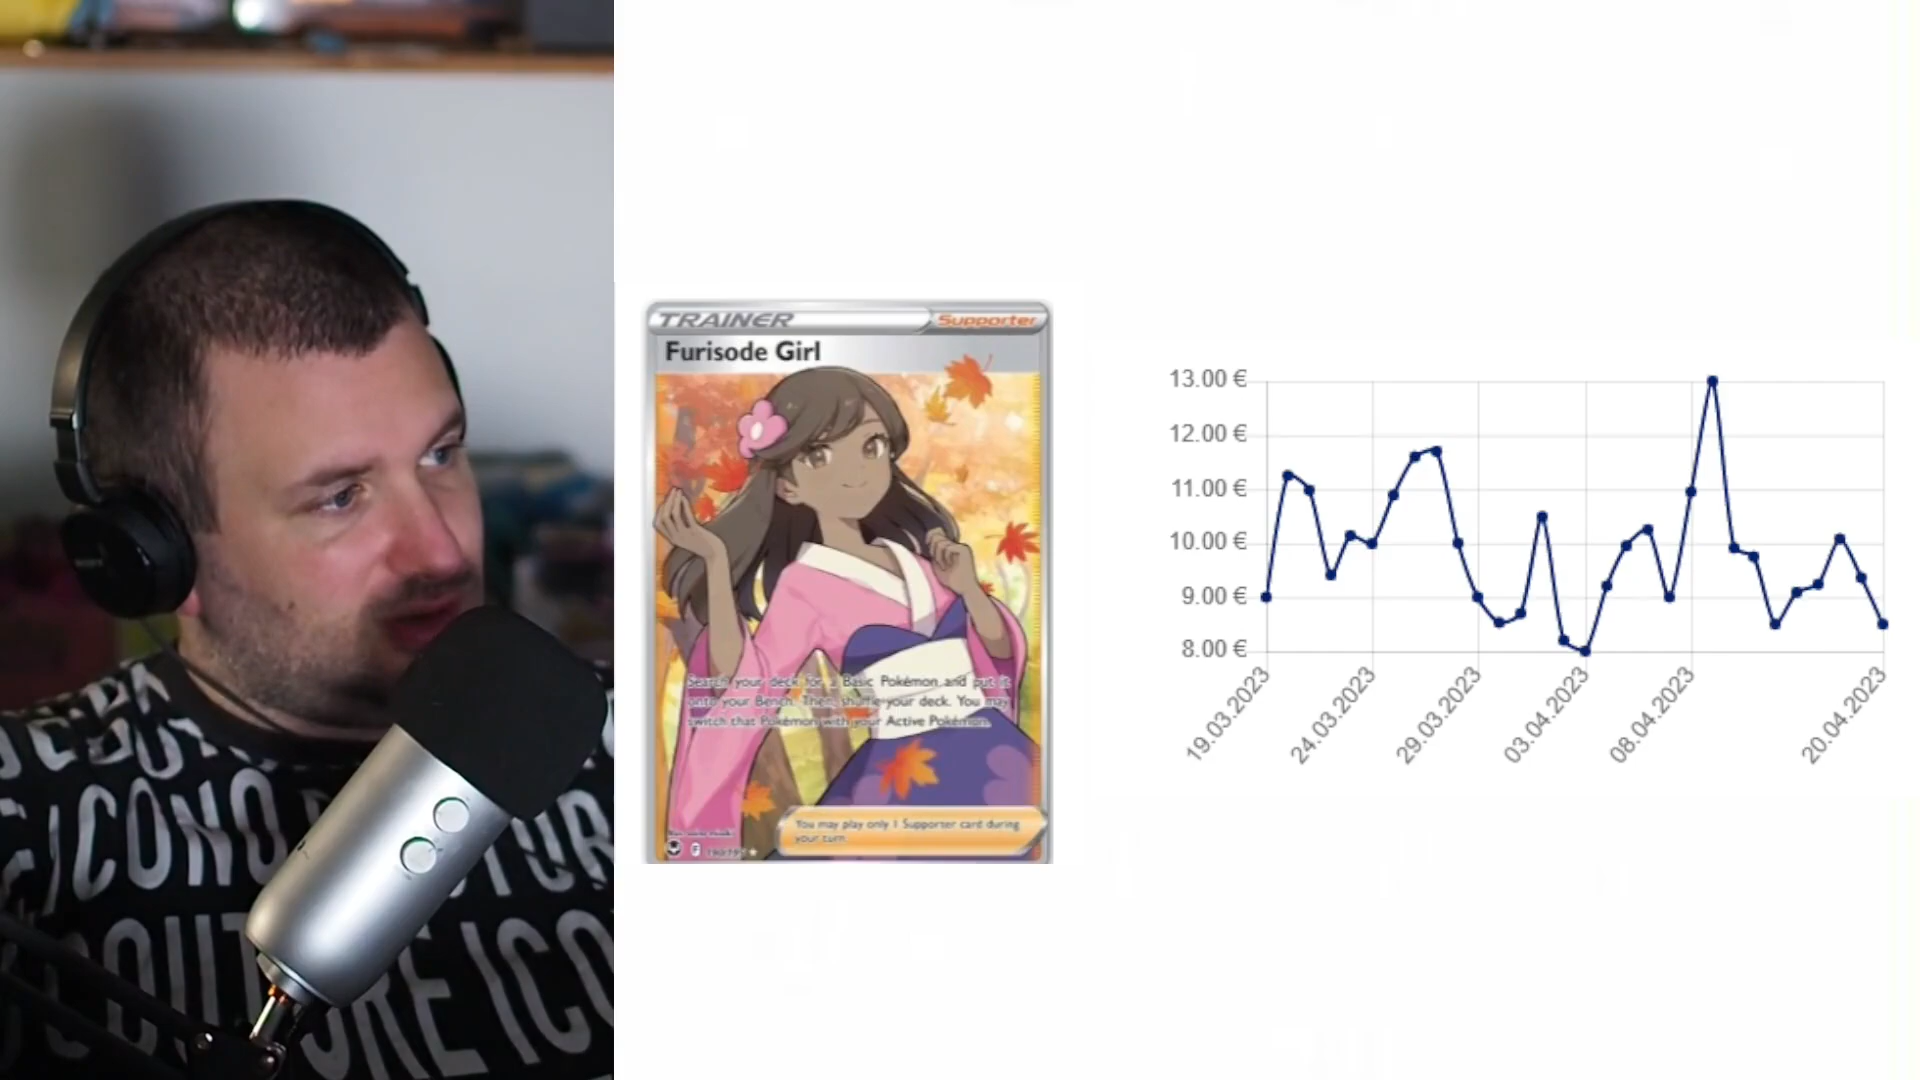 TRAINER
Supporter
Furisode Girl
Search your deck for a Basic Pokémon and put it
onto your Bench. Then, shuffle your deck. You may
switch that Pokémon with your Active Pokémon.
You may play only 1 Supporter card during
your turn.
F
13.00 €
12.00 €
11.00 €
10.00 €
9.00 €
8.00 €
19.03.2023
24.03.2023
29.03.2023
03.04.2023
08.04.2023
20.04.2023
ICONO
COUTURE ICO